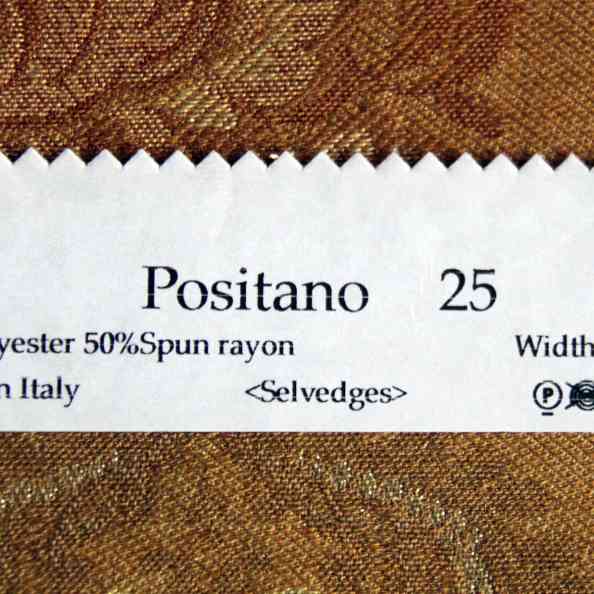 Positano 25
yester 50%Spun rayon Width
n Italy <Selvedges> P